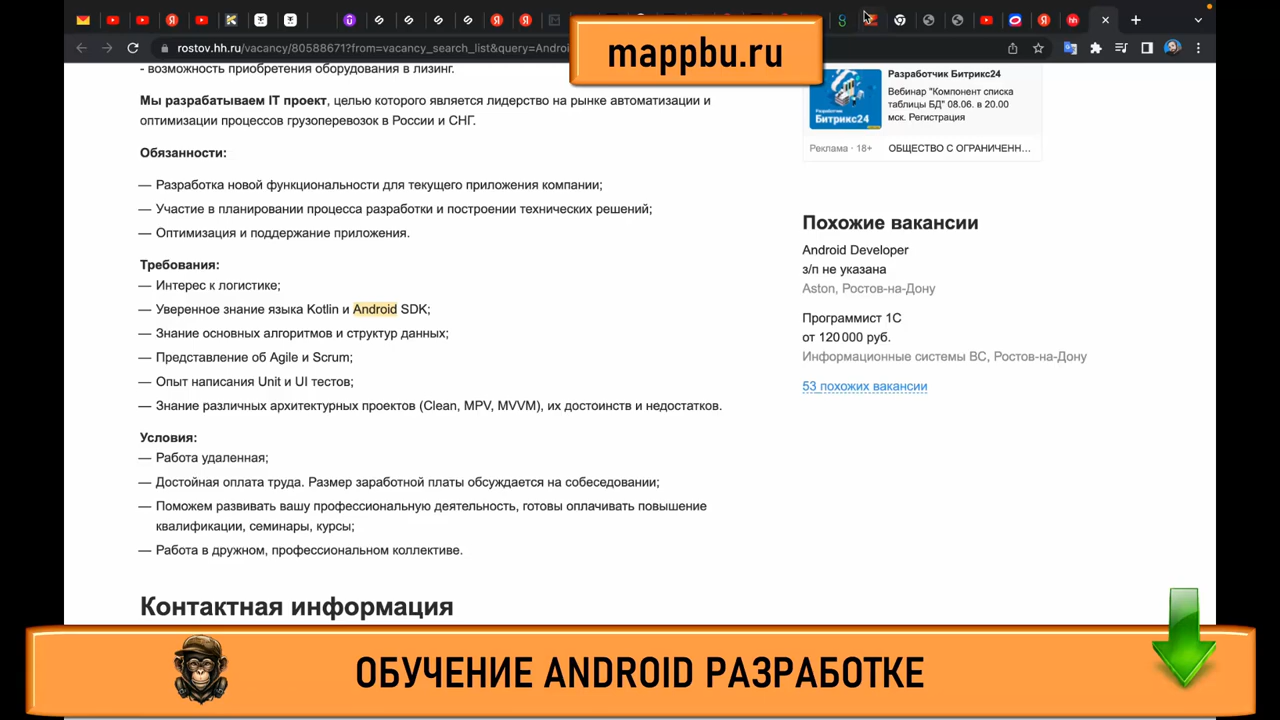 rostov.hh.ru/vacancy/80588671?from=vacancy_search_list&query=Androi
mappbu.ru
- возможность приобретения оборудования в лизинг.
Мы разрабатываем IT проект, целью которого является лидерство на рынке автоматизации и
оптимизации процессов грузоперевозок в России и СНГ.
Обязанности:
— Разработка новой функциональности для текущего приложения компании;
— Участие в планировании процесса разработки и построении технических решений;
— Оптимизация и поддержание приложения.
Требования:
— Интерес к логистике;
— Уверенное знание языка Kotlin и Android SDK;
— Знание основных алгоритмов и структур данных;
— Представление об Agile и Scrum;
— Опыт написания Unit и UI тестов;
— Знание различных архитектурных проектов (Clean, MPV, MVVM), их достоинств и недостатков.
Условия:
— Работа удаленная;
— Достойная оплата труда. Размер заработной платы обсуждается на собеседовании;
— Поможем развивать вашу профессиональную деятельность, готовы оплачивать повышение
квалификации, семинары, курсы;
— Работа в дружном, профессиональном коллективе.
Контактная информация
Разработчик Битрикс24
Вебинар "Компонент списка
таблицы БД" 08.06. в 20.00
мск. Регистрация
Разработчик
Битрикс24
Реклама · 18+ ОБЩЕСТВО С ОГРАНИЧЕНН...
Похожие вакансии
Android Developer
з/п не указана
Aston, Ростов-на-Дону
Программист 1С
от 120 000 руб.
Информационные системы ВС, Ростов-на-Дону
53 похожих вакансии
ОБУЧЕНИЕ ANDROID РАЗРАБОТКЕ